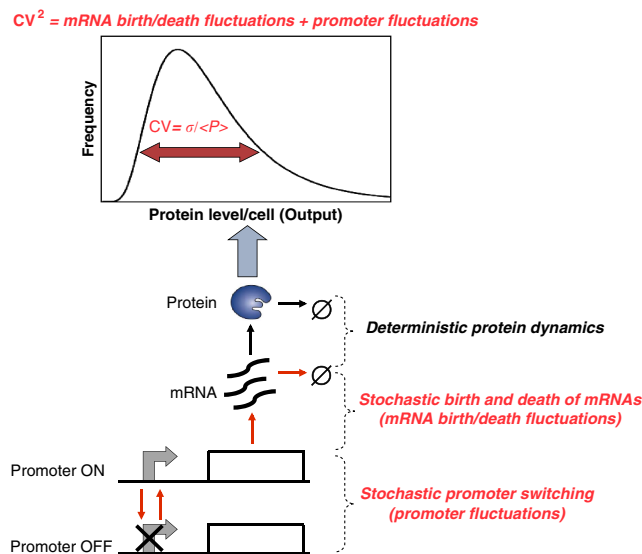 CV² = mRNA birth/death fluctuations + promoter fluctuations
Frequency
CV= σ/<P>
Protein level/cell (Output)
Protein
∅
Deterministic protein dynamics
mRNA
∅
Stochastic birth and death of mRNAs
(mRNA birth/death fluctuations)
Promoter ON
Stochastic promoter switching
(promoter fluctuations)
Promoter OFF